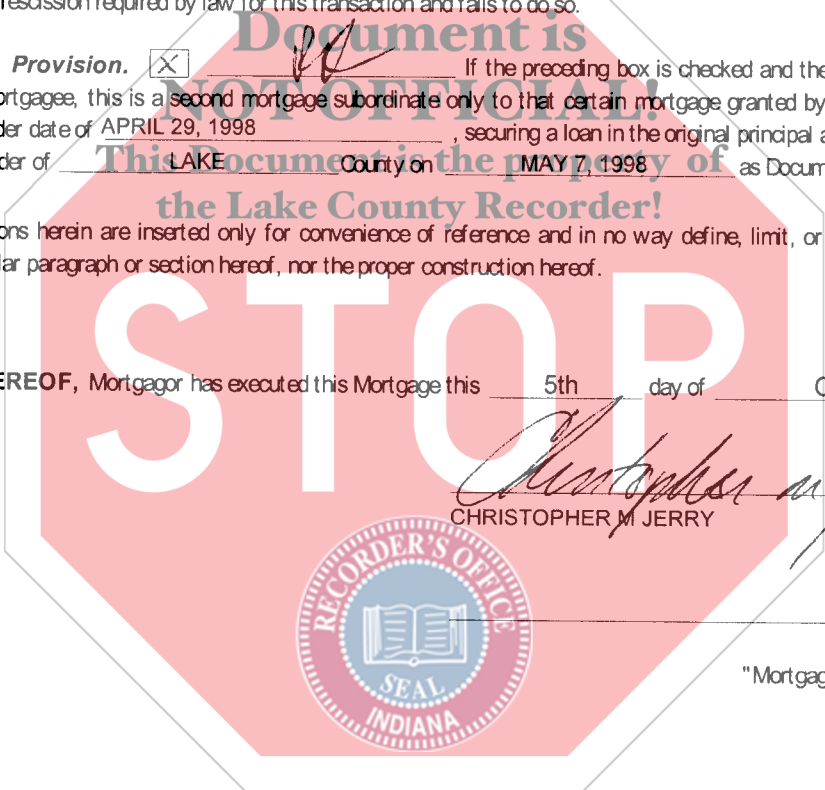 rescission required by law for this transaction and fails to do so.
Document is
Provision. X If the preceding box is checked and the
NOT OFFICIAL!
ortgagee, this is a second mortgage subordinate only to that certain mortgage granted by
der date of APRIL 29, 1998 , securing a loan in the original principal a
This Document is the property of
der of LAKE County on MAY 7, 1998 as Docum
the Lake County Recorder!
ons herein are inserted only for convenience of reference and in no way define, limit, or
lar paragraph or section hereof, nor the proper construction hereof.
STOP
EREOF, Mortgagor has executed this Mortgage this 5th day of
Christopher M
CHRISTOPHER M JERRY
RECORDER'S OFFICE
SEAL
INDIANA
"Mortgag